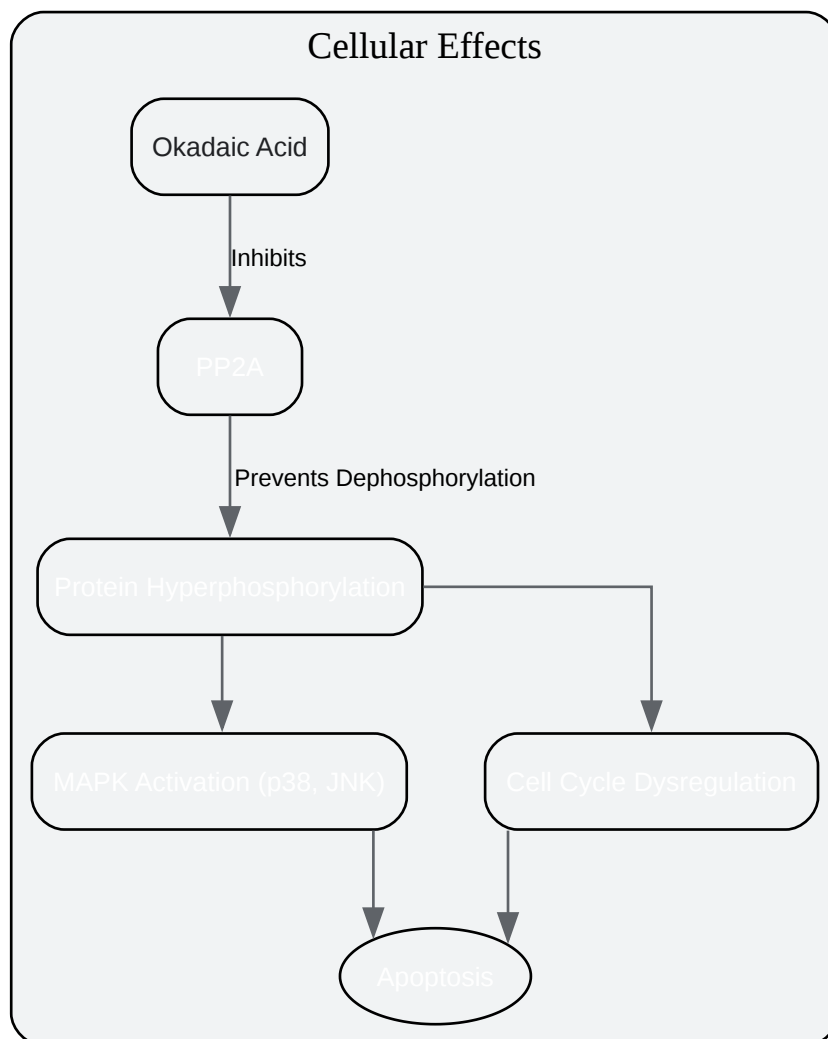 Cellular Effects
Okadaic Acid
Inhibits
PP2A
Prevents Dephosphorylation
Protein Hyperphosphorylation
MAPK Activation (p38, JNK)
Cell Cycle Dysregulation
Apoptosis